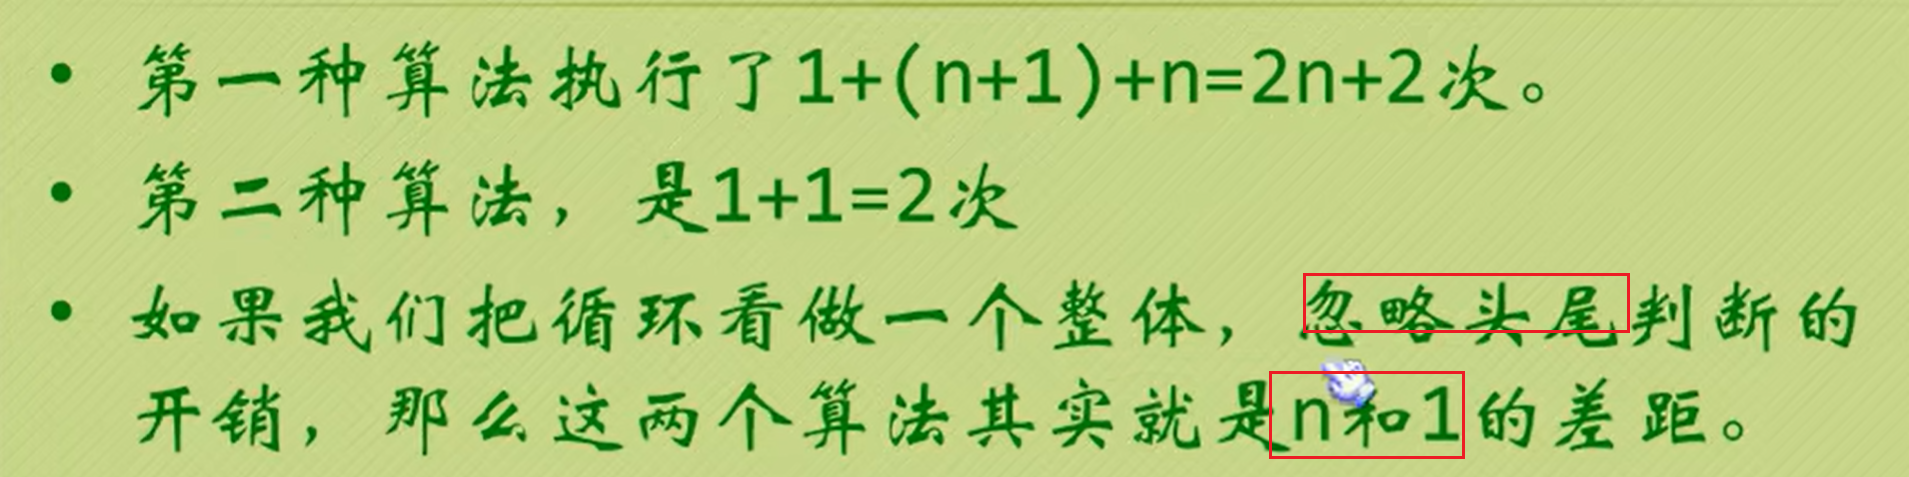 • 第一种算法执行了1+(n+1)+n=2n+2次。
• 第二种算法，是1+1=2次
• 如果我们把循环看做一个整体，忽略头尾判断的
开销，那么这两个算法其实就是n和1的差距。